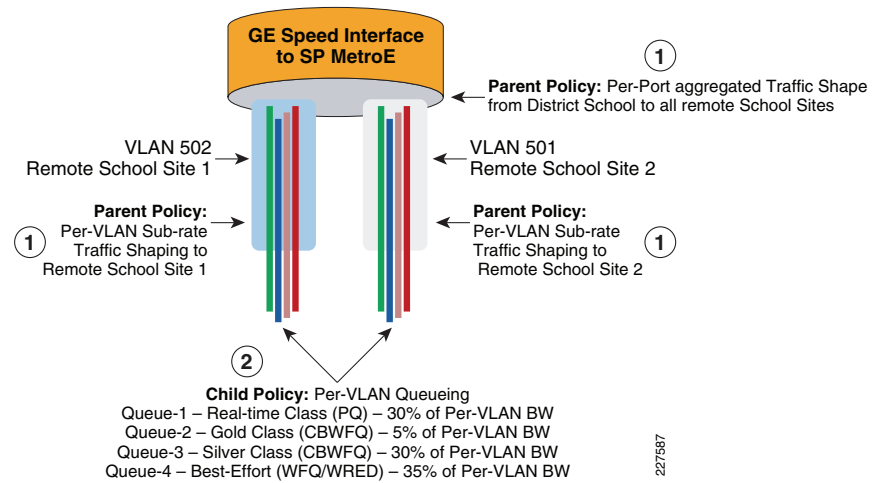 GE Speed Interface
to SP MetroE
1
Parent Policy: Per-Port aggregated Traffic Shape
from District School to all remote School Sites
VLAN 502
Remote School Site 1
VLAN 501
Remote School Site 2
1
Parent Policy:
Per-VLAN Sub-rate
Traffic Shaping to
Remote School Site 1
Parent Policy:
Per-VLAN Sub-rate
Traffic Shaping to
Remote School Site 2
1
2
Child Policy: Per-VLAN Queueing
Queue-1 – Real-time Class (PQ) – 30% of Per-VLAN BW
Queue-2 – Gold Class (CBWFQ) – 5% of Per-VLAN BW
Queue-3 – Silver Class (CBWFQ) – 30% of Per-VLAN BW
Queue-4 – Best-Effort (WFQ/WRED) – 35% of Per-VLAN BW
227587